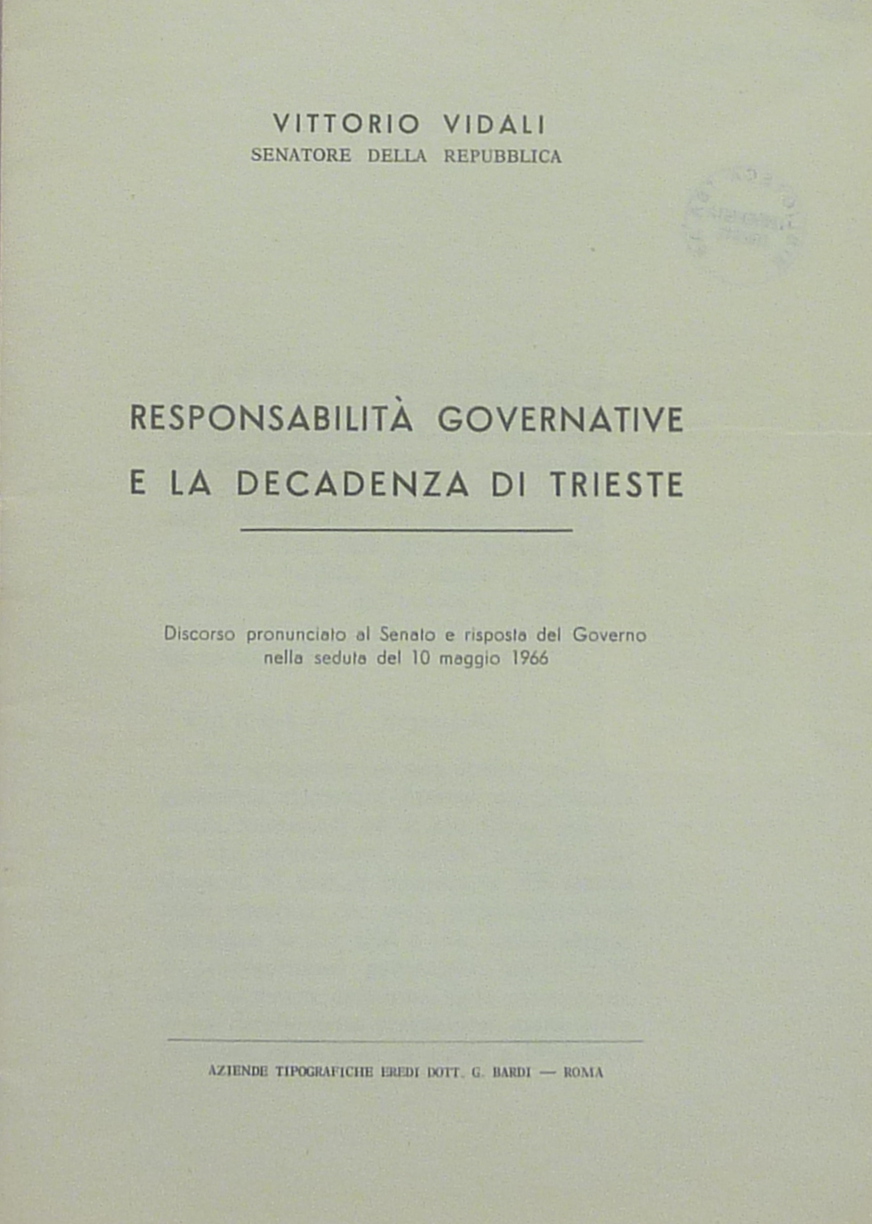 VITTORIO VIDALI
SENATORE DELLA REPUBBLICA
RESPONSABILITÀ GOVERNATIVE
E LA DECADENZA DI TRIESTE
Discorso pronunciato al Senato e risposta del Governo
nella seduta del 10 maggio 1966
AZIENDE TIPOGRAFICHE EREDI DOTT. G. BARDI — ROMA